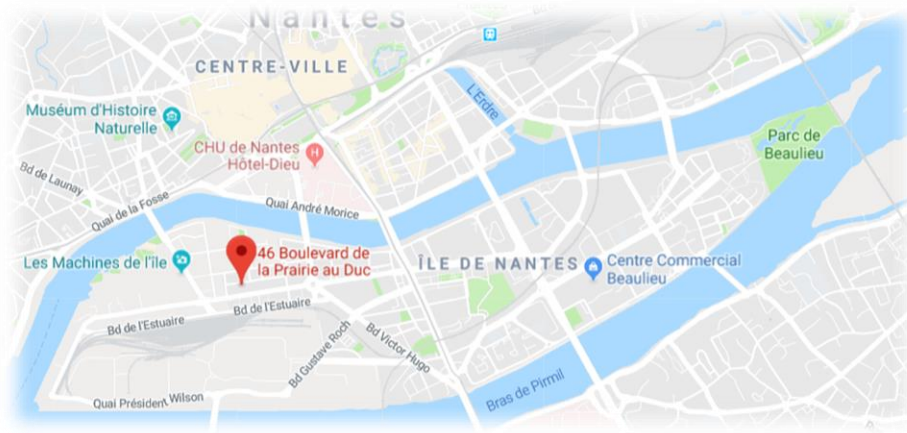 Nantes
CENTRE-VILLE
L'Erdre
Muséum d'Histoire
Naturelle
CHU de Nantes
Hôtel-Dieu
H
Parc de
Beaulieu
Bd de Launay
Quai de la Fosse
Quai André Morice
Les Machines de l'île
46 Boulevard de
la Prairie au Duc
ÎLE DE NANTES
Centre Commercial
Beaulieu
Bd de l'Estuaire
Bd de l'Estuaire
Bd Gustave Roch
Bd Victor Hugo
Quai Président Wilson
Bras de Pirmil